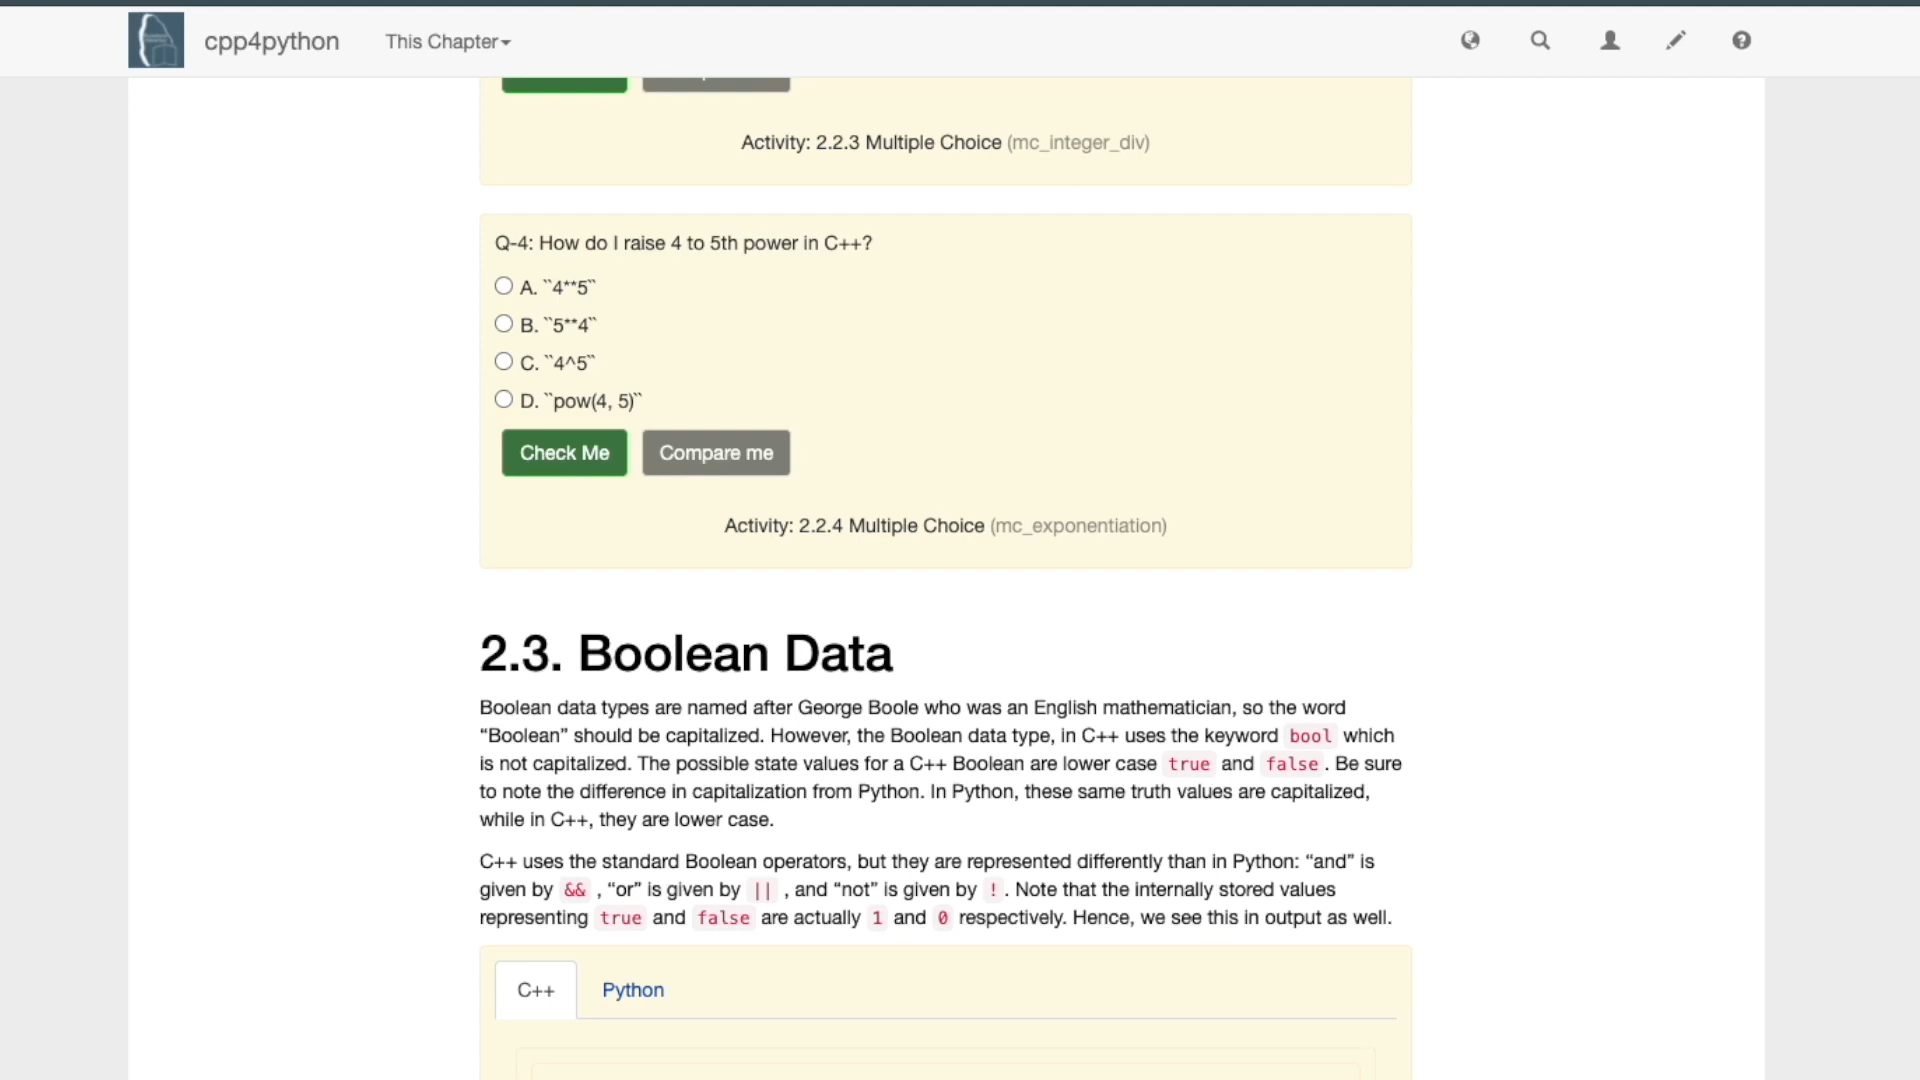 cpp4python
This Chapter
Activity: 2.2.3 Multiple Choice (mc_integer_div)
Q-4: How do I raise 4 to 5th power in C++?
A. ``4**5``
B. ``5**4``
C. ``4^5``
D. ``pow(4, 5)``
Check Me Compare me
Activity: 2.2.4 Multiple Choice (mc_exponentiation)
2.3. Boolean Data
Boolean data types are named after George Boole who was an English mathematician, so the word
“Boolean” should be capitalized. However, the Boolean data type, in C++ uses the keyword bool which
is not capitalized. The possible state values for a C++ Boolean are lower case true and false . Be sure
to note the difference in capitalization from Python. In Python, these same truth values are capitalized,
while in C++, they are lower case.
C++ uses the standard Boolean operators, but they are represented differently than in Python: “and” is
given by && , “or” is given by || , and “not” is given by ! . Note that the internally stored values
representing true and false are actually 1 and 0 respectively. Hence, we see this in output as well.
C++ Python